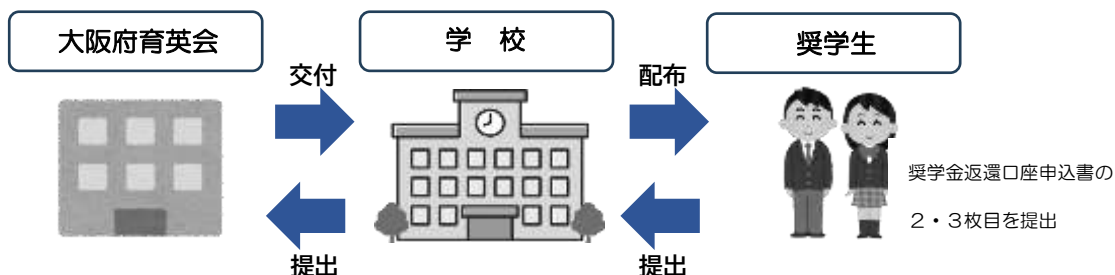 大阪府育英会
学　校
奨学生
交付
配布
奨学金返還口座申込書の
２・３枚目を提出
提出
提出